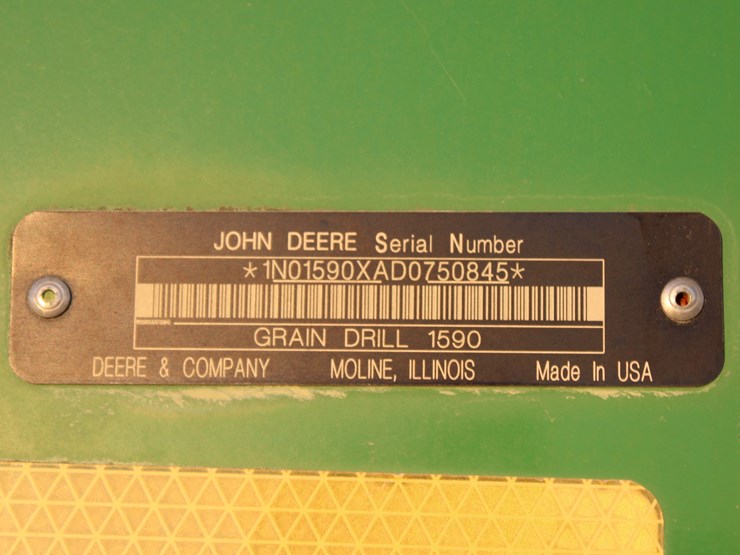 JOHN DEERE Serial Number
*1N01590XAD0750845*
GRAIN DRILL 1590
DEERE & COMPANY MOLINE, ILLINOIS Made In USA